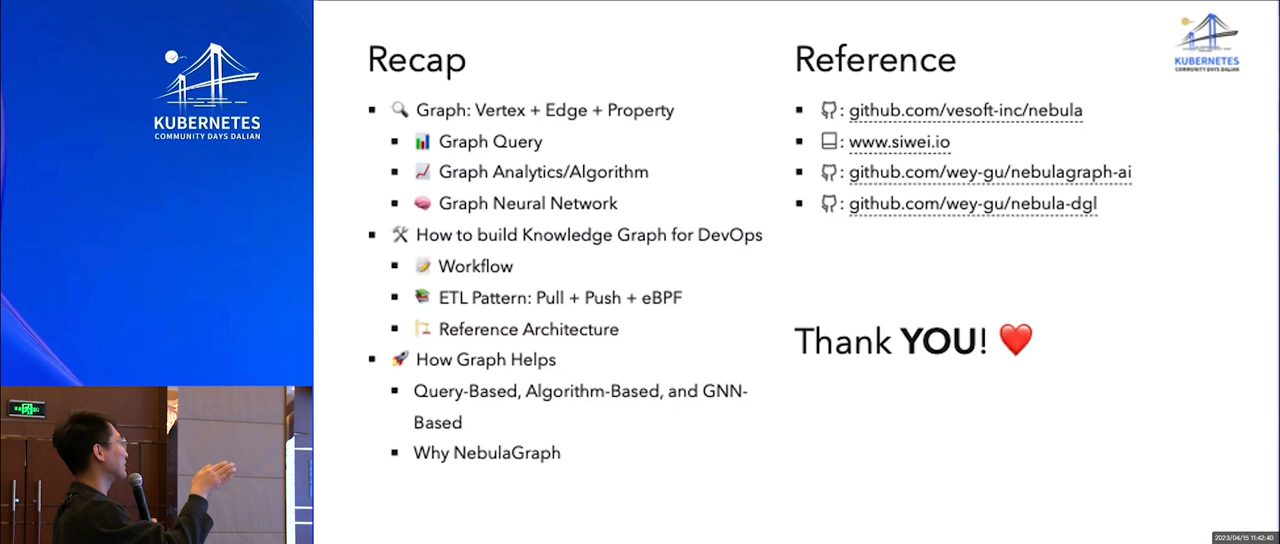 KUBERNETES
COMMUNITY DAYS DALIAN
Recap
Graph: Vertex + Edge + Property
Graph Query
Graph Analytics/Algorithm
Graph Neural Network
How to build Knowledge Graph for DevOps
Workflow
ETL Pattern: Pull + Push + eBPF
Reference Architecture
How Graph Helps
Query-Based, Algorithm-Based, and GNN-
Based
Why NebulaGraph
Reference
: github.com/vesoft-inc/nebula
: www.siwei.io
: github.com/wey-gu/nebulagraph-ai
: github.com/wey-gu/nebula-dgl
Thank YOU! ❤️
KUBERNETES
COMMUNITY DAYS DALIAN
2023/04/15 11:42:40